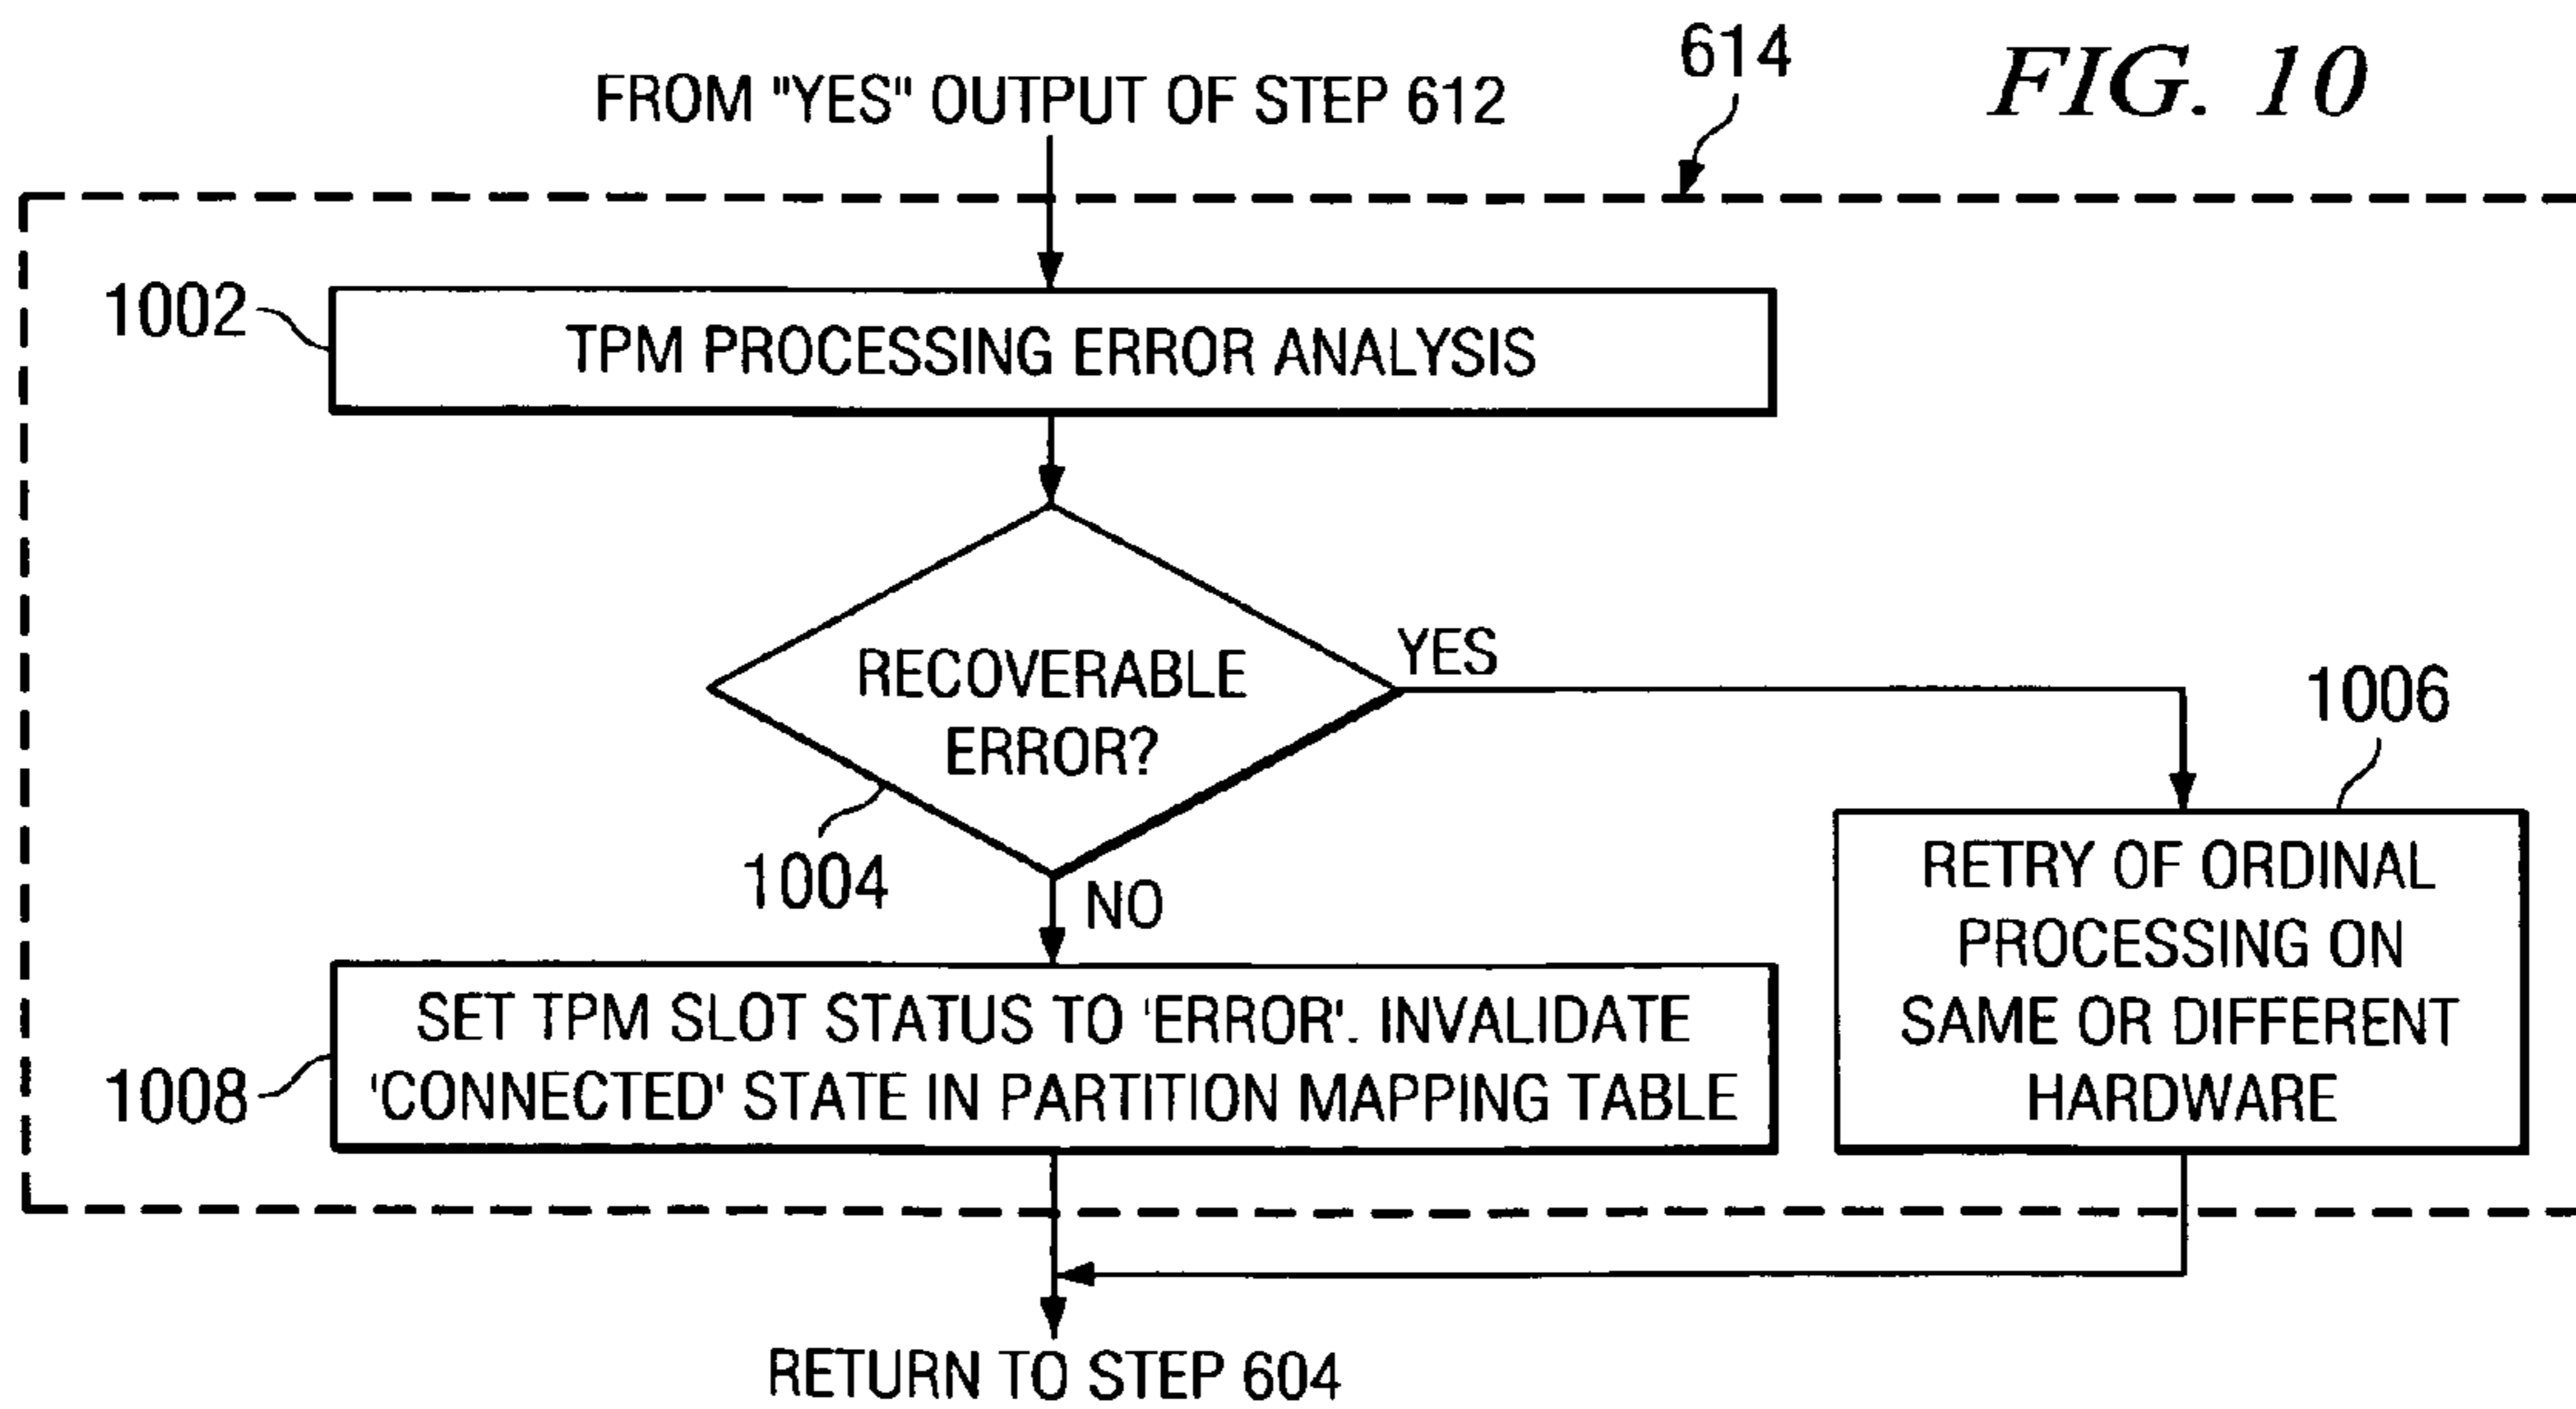 FIG. 10
614
FROM "YES" OUTPUT OF STEP 612
1002
TPM PROCESSING ERROR ANALYSIS
RECOVERABLE
ERROR?
YES
1004
NO
1006
RETRY OF ORDINAL
PROCESSING ON
SAME OR DIFFERENT
HARDWARE
1008
SET TPM SLOT STATUS TO 'ERROR'. INVALIDATE
'CONNECTED' STATE IN PARTITION MAPPING TABLE
RETURN TO STEP 604